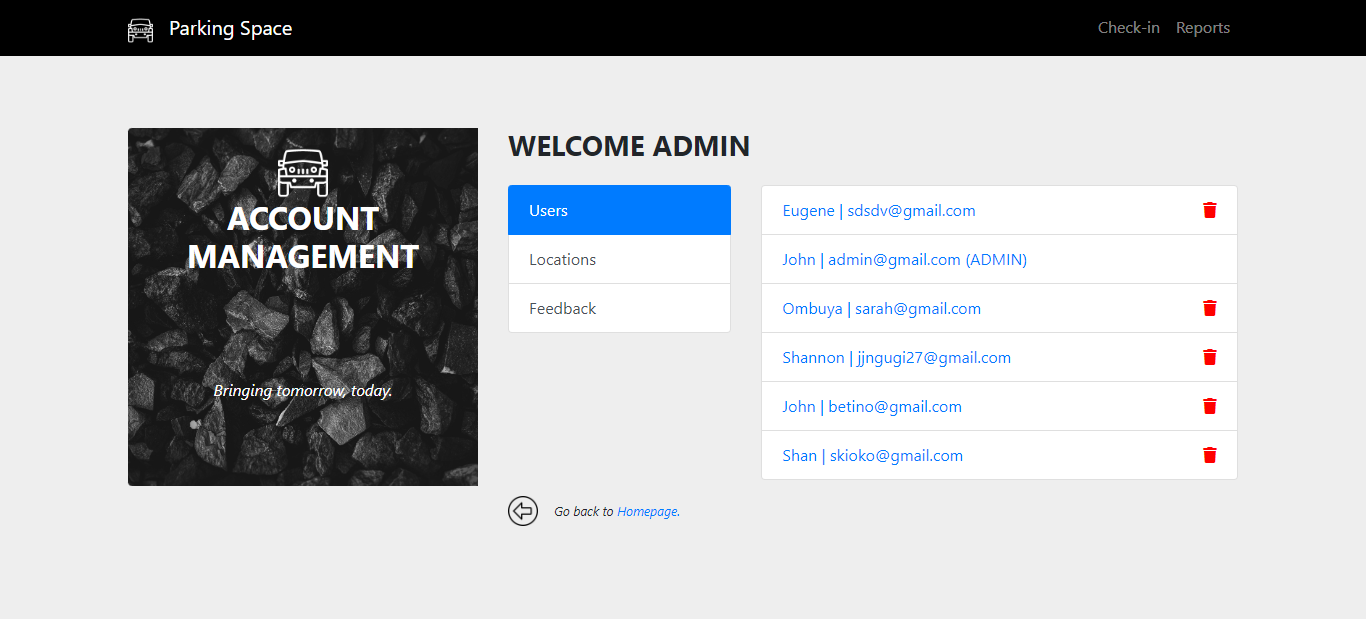 Parking Space
Check-in
Reports
ACCOUNT
MANAGEMENT
Bringing tomorrow, today.
WELCOME ADMIN
Users
Locations
Feedback
Eugene | sdsdv@gmail.com
John | admin@gmail.com (ADMIN)
Ombuya | sarah@gmail.com
Shannon | jjngugi27@gmail.com
John | betino@gmail.com
Shan | skioko@gmail.com
Go back to Homepage.